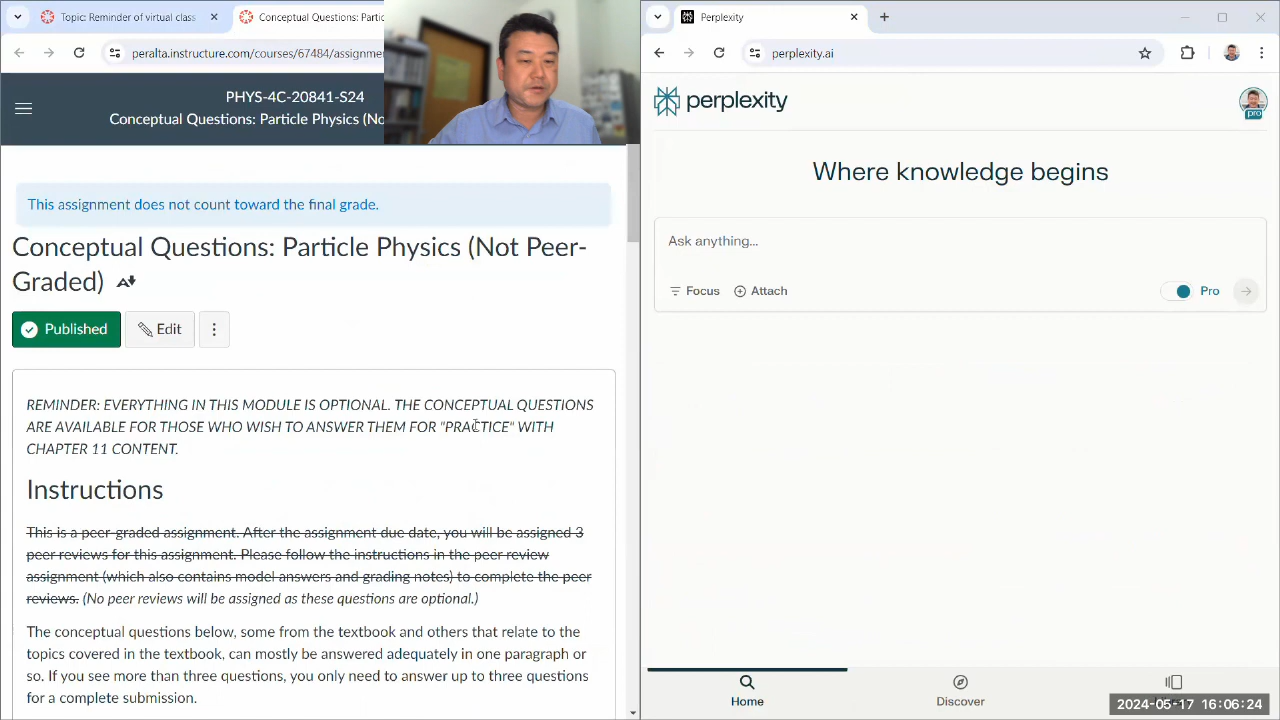 Topic: Reminder of virtual class
Conceptual Questions: Partic
peralta.instructure.com/courses/67484/assignme
PHYS-4C-20841-S24
Conceptual Questions: Particle Physics (Not Pe
This assignment does not count toward the final grade.
Conceptual Questions: Particle Physics (Not Peer-
Graded)
Published
Edit
REMINDER: EVERYTHING IN THIS MODULE IS OPTIONAL. THE CONCEPTUAL QUESTIONS
ARE AVAILABLE FOR THOSE WHO WISH TO ANSWER THEM FOR "PRACTICE" WITH
CHAPTER 11 CONTENT.
Instructions
This is a peer-graded assignment. After the assignment due date, you will be assigned 3
peer reviews for this assignment. Please follow the instructions in the peer review
assignment (which also contains model answers and grading notes) to complete the peer
reviews. (No peer reviews will be assigned as these questions are optional.)
The conceptual questions below, some from the textbook and others that relate to the
topics covered in the textbook, can mostly be answered adequately in one paragraph or
so. If you see more than three questions, you only need to answer up to three questions
for a complete submission.
Perplexity
perplexity.ai
perplexity
pro
Where knowledge begins
Ask anything...
Focus Attach Pro
Home Discover
2024-05-17 16:06:24